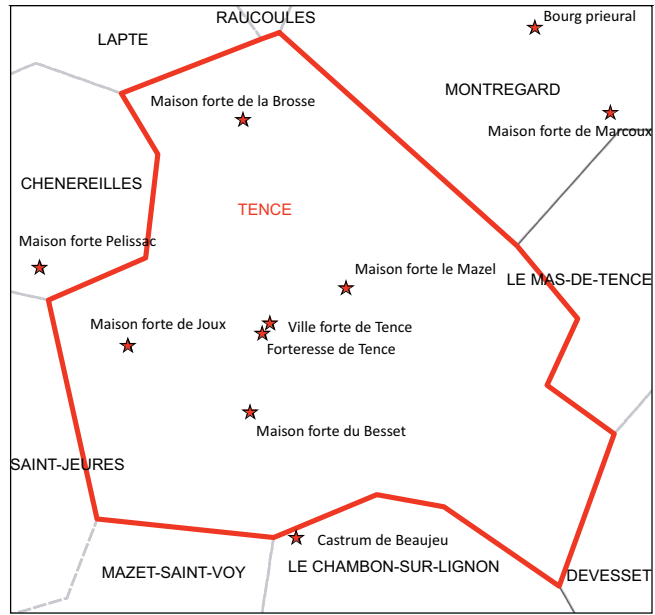 RAUCOULES
Bourg prieural
LAPTE
MONTREGARD
Maison forte de la Brosse
Maison forte de Marcoux
CHENEREILLES
TENCE
Maison forte Pelissac
Maison forte le Mazel
LE MAS-DE-TENCE
Maison forte de Joux
Ville forte de Tence
Forteresse de Tence
Maison forte du Besset
SAINT-JEURES
Castrum de Beaujeu
MAZET-SAINT-VOY
LE CHAMBON-SUR-LIGNON
DEVESSET